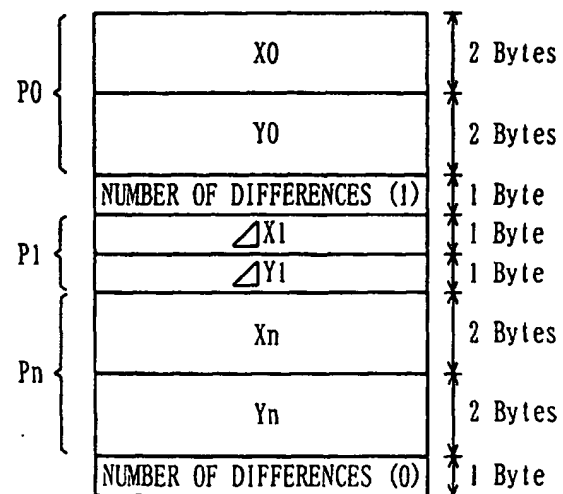 P0
X0
2 Bytes
Y0
2 Bytes
NUMBER OF DIFFERENCES (1)
1 Byte
P1
⊿X1
1 Byte
⊿Y1
1 Byte
Pn
Xn
2 Bytes
Yn
2 Bytes
NUMBER OF DIFFERENCES (0)
1 Byte